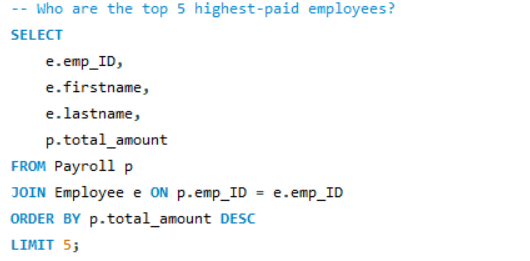 -- Who are the top 5 highest-paid employees?
SELECT
    e.emp_ID,
    e.firstname,
    e.lastname,
    p.total_amount
FROM Payroll p
JOIN Employee e ON p.emp_ID = e.emp_ID
ORDER BY p.total_amount DESC
LIMIT 5;